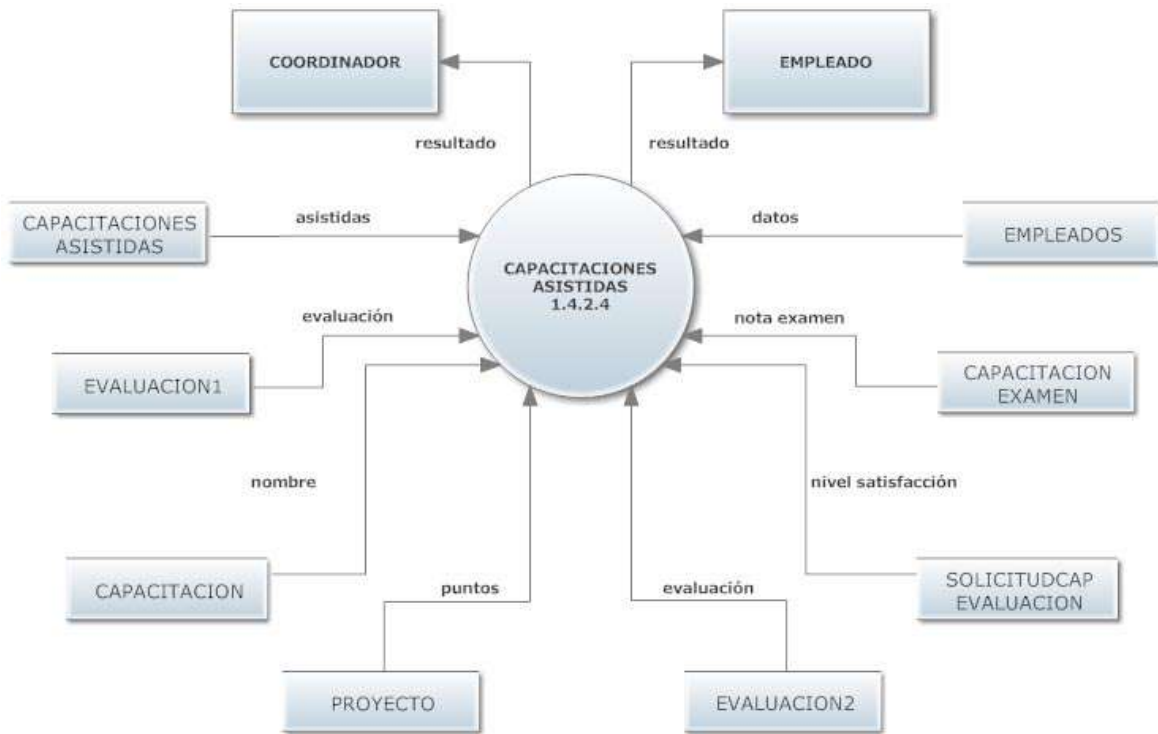 COORDINADOR
EMPLEADO
resultado
resultado
CAPACITACIONES
ASISTIDAS
asistidas
datos
EMPLEADOS
CAPACITACIONES
ASISTIDAS
1.4.2.4
evaluación
nota examen
EVALUACION1
CAPACITACION
EXAMEN
nombre
nivel satisfacción
CAPACITACION
SOLICITUDCAP
EVALUACION
puntos
evaluación
PROYECTO
EVALUACION2